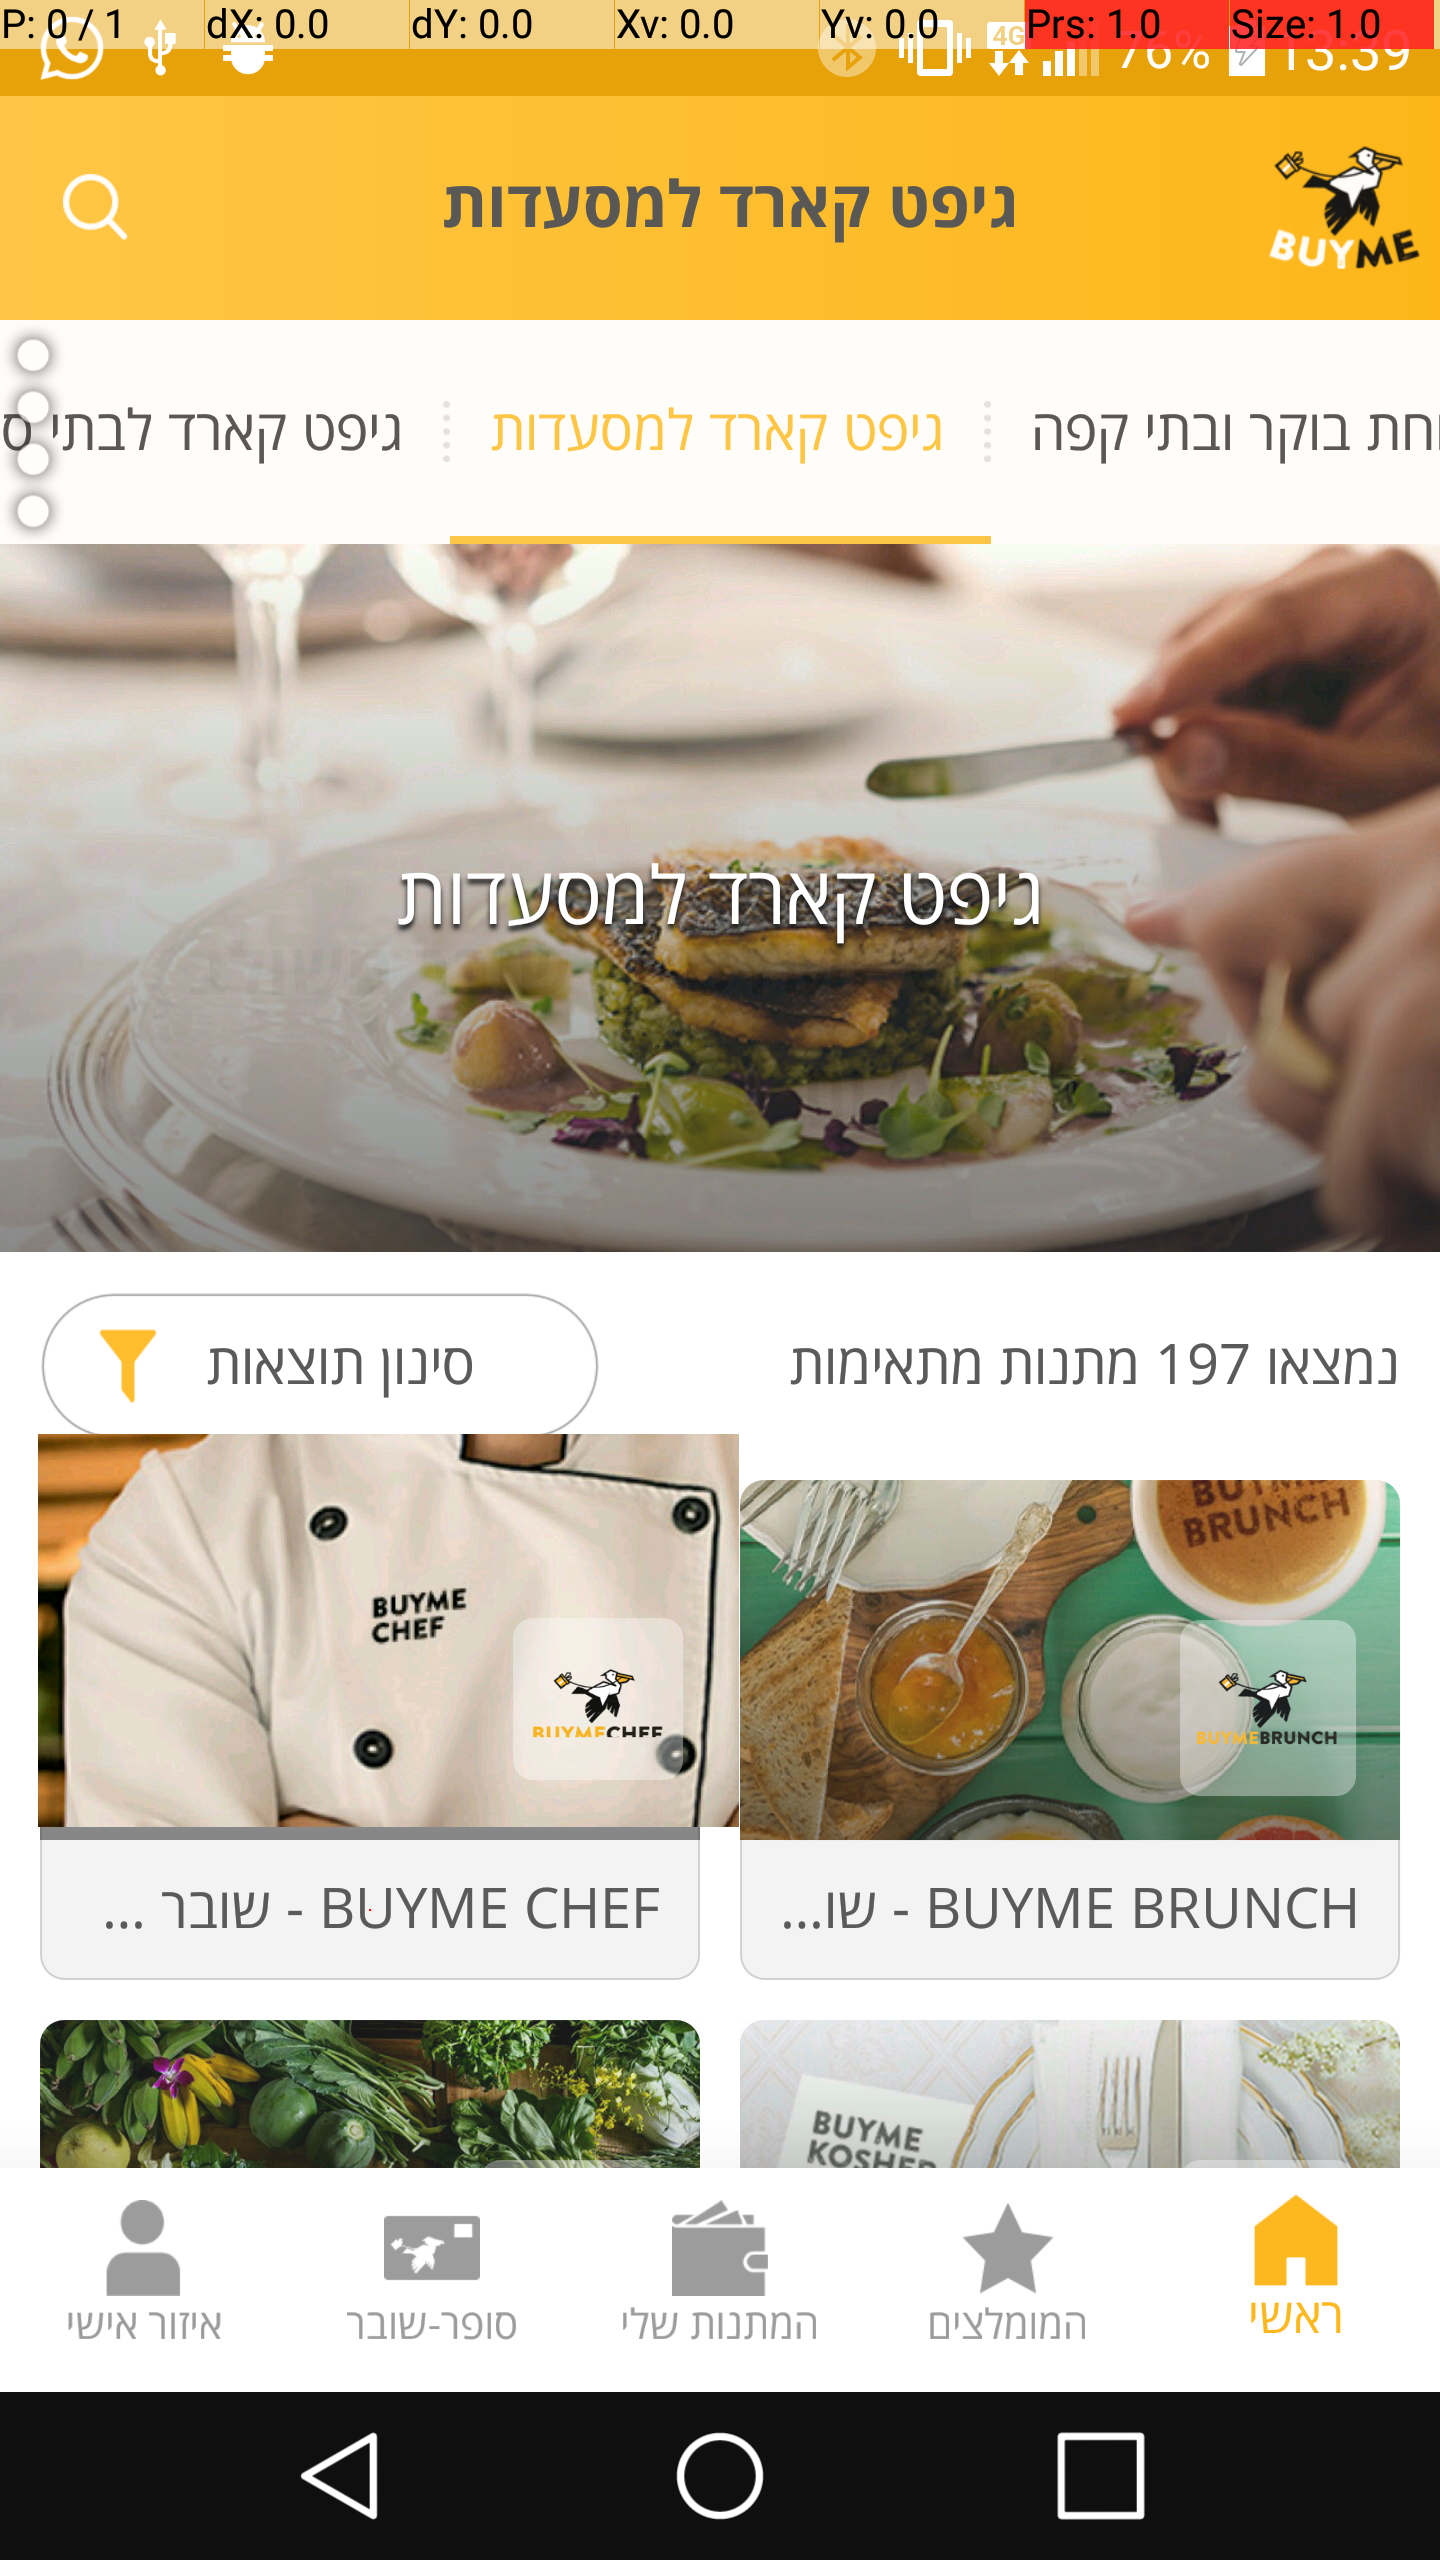 P: 0 / 1 dX: 0.0 dY: 0.0 Xv: 0.0 Yv: 0.0 Prs: 1.0 Size: 1.0
4G 76% 13:39
גיפט קארד למסעדות
BUYME
וחת בוקר ובתי קפה גיפט קארד למסעדות גיפט קארד לבתי ס
גיפט קארד למסעדות
נמצאו 197 מתנות מתאימות
סינון תוצאות
BUYME
BRUNCH
BUYMEBRUNCH
BUYME
CHEF
BUYMECHEF
BUYME BRUNCH - שו...
BUYME CHEF - שובר ...
BUYME
KOSHER
ראשי
המומלצים
המתנות שלי
סופר-שובר
איזור אישי